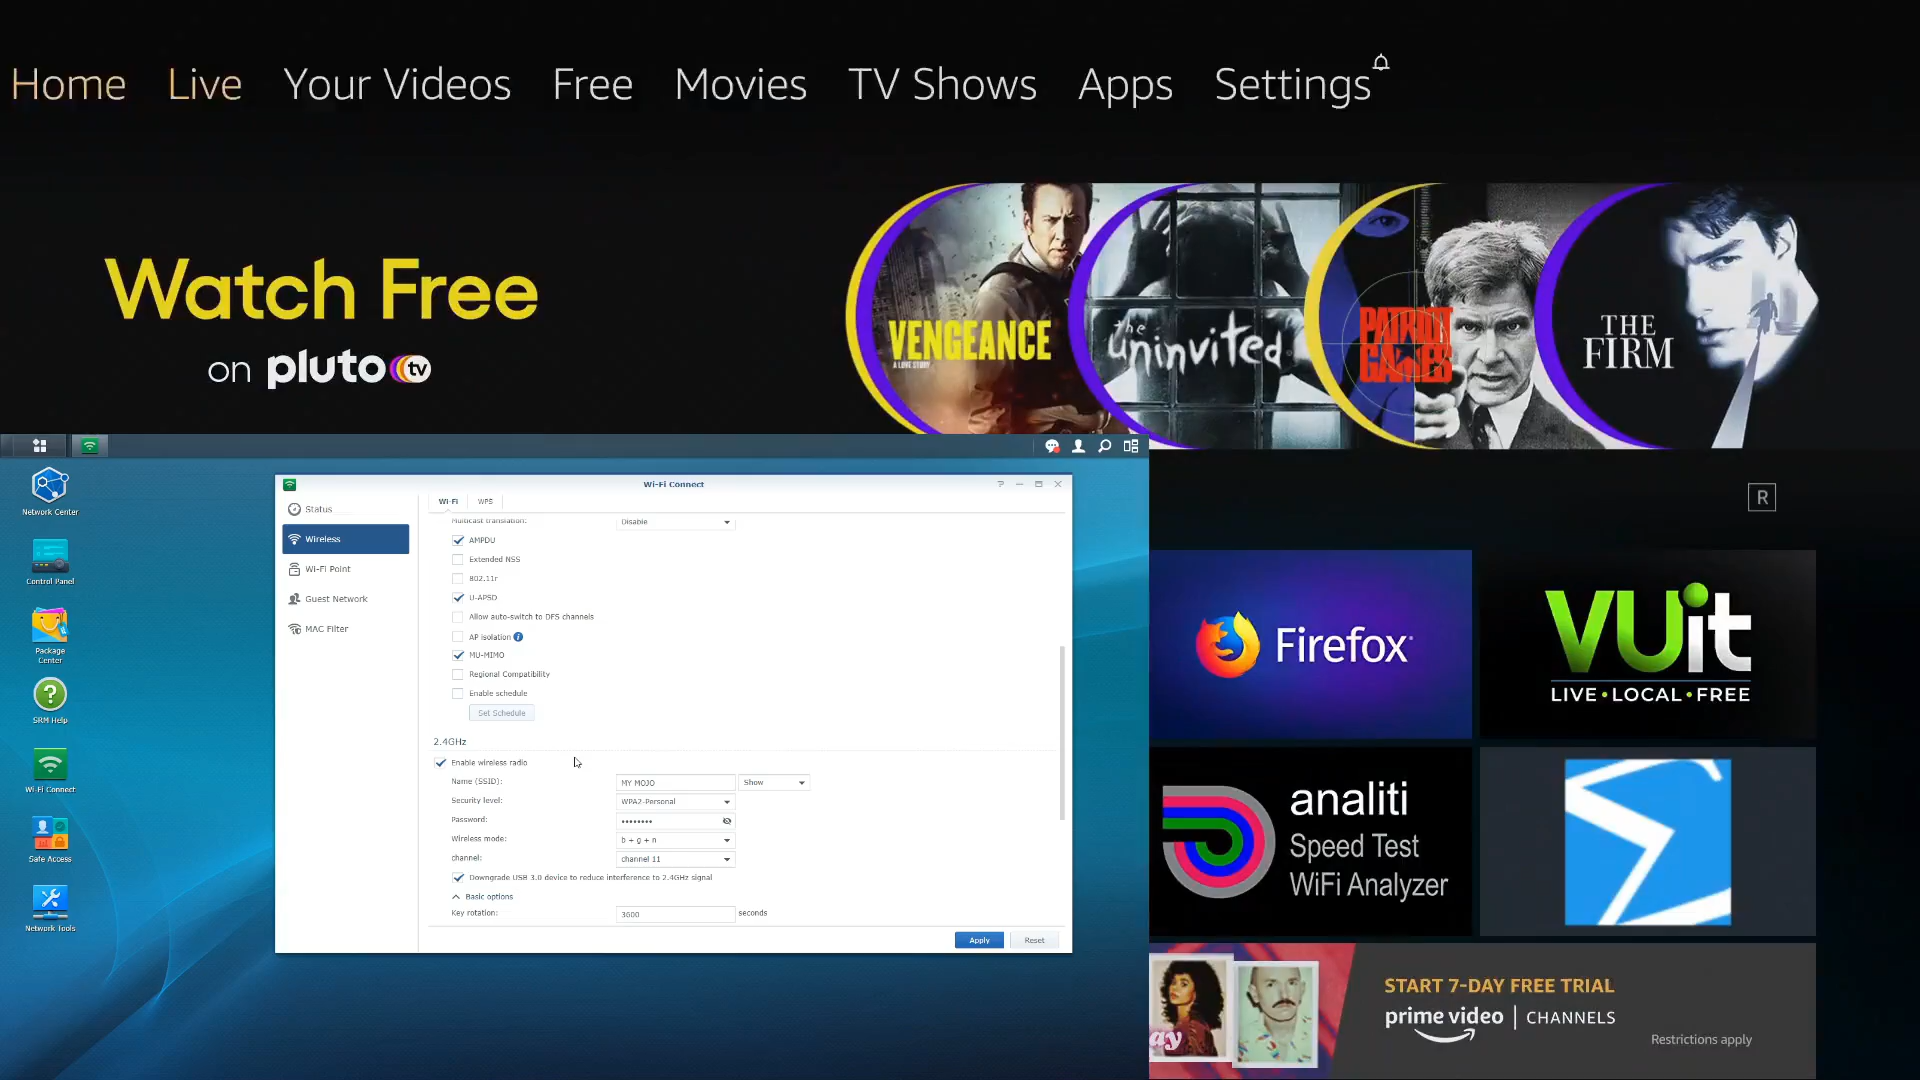 Home Live Your Videos Free Movies TV Shows Apps Settings
Watch Free
on pluto tv
VENGEANCE
A LOVE STORY
the uninvited
PATRIOT
GAMES
THE
FIRM
R
Network Center
Control Panel
Package
Center
SRM Help
Wi-Fi Connect
Safe Access
Network Tools
Wi-Fi Connect
Status
Wireless
Wi-Fi Point
Guest Network
MAC Filter
Wi-Fi WPS
Multicast translation: Disable
AMPDU
Extended NSS
802.11r
U-APSD
Allow auto-switch to DFS channels
AP isolation
MU-MIMO
Regional Compatibility
Enable schedule
Set Schedule
2.4GHz
Enable wireless radio
Name (SSID): MY MOJO Show
Security level: WPA2-Personal
Password: ••••••••
Wireless mode: b + g + n
channel: channel 11
Downgrade USB 3.0 device to reduce interference to 2.4GHz signal
Basic options
Key rotation: 3600 seconds
Apply Reset
Firefox
VUit
LIVE•LOCAL•FREE
analiti
Speed Test
WiFi Analyzer
ay
START 7-DAY FREE TRIAL
prime video | CHANNELS
Restrictions apply